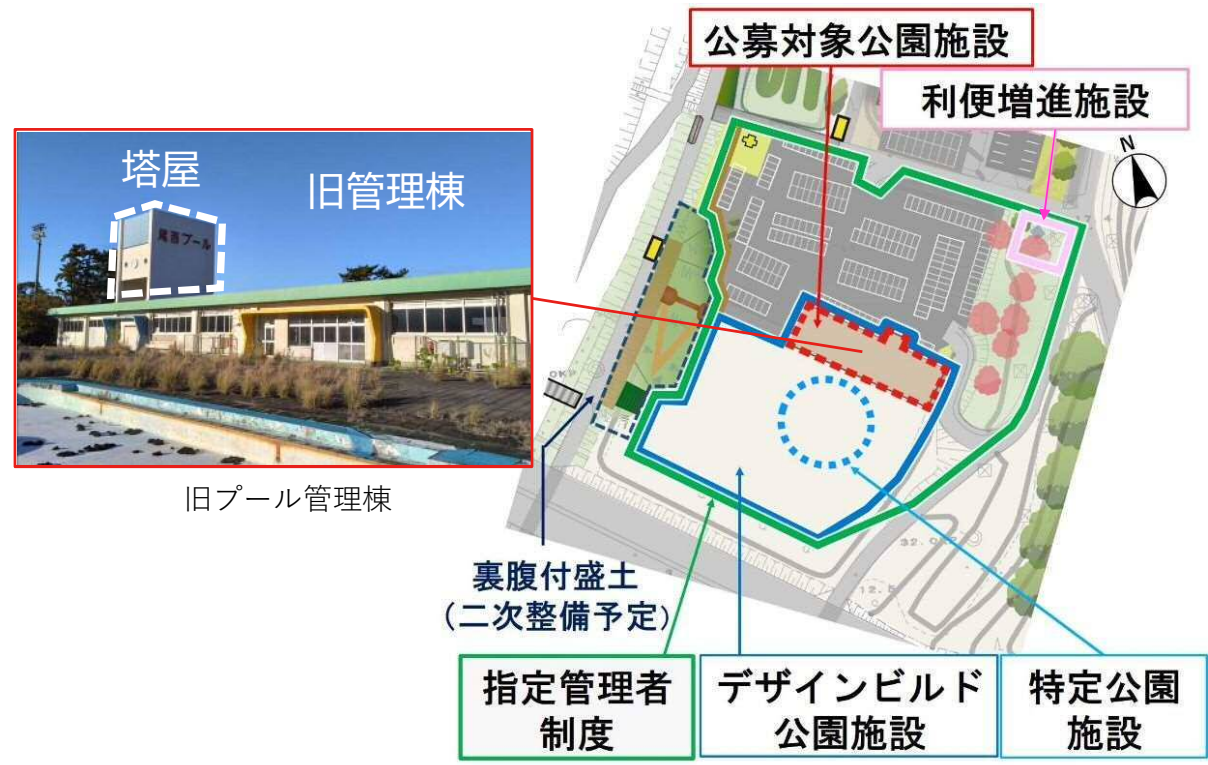 公募対象公園施設
利便増進施設
N
塔屋
旧管理棟
尾西プール
旧プール管理棟
裏腹付盛土
(二次整備予定)
指定管理者
制度
デザインビルド
公園施設
特定公園
施設